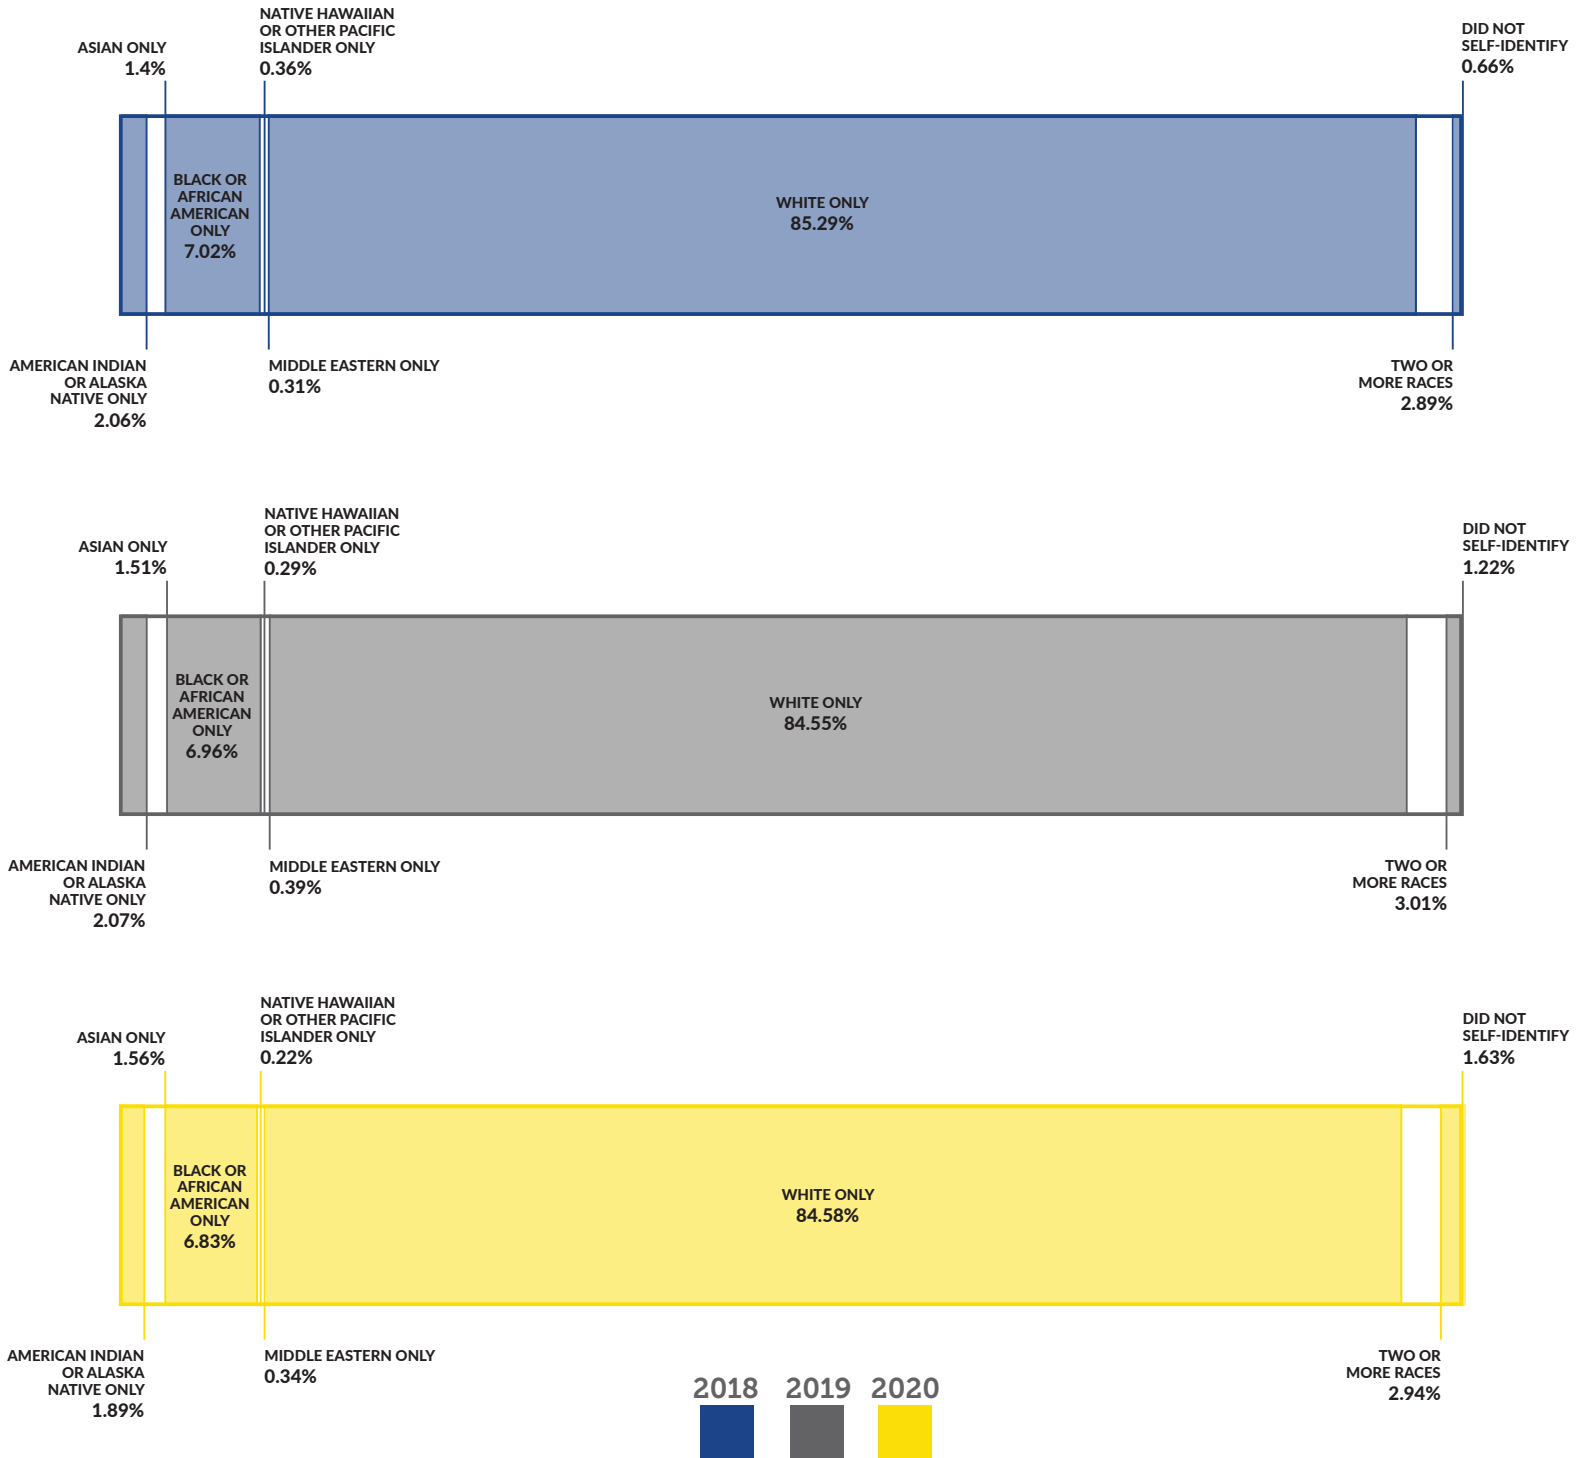 ASIAN ONLY
1.4%
NATIVE HAWAIIAN
OR OTHER PACIFIC
ISLANDER ONLY
0.36%
DID NOT
SELF-IDENTIFY
0.66%
BLACK OR
AFRICAN
AMERICAN
ONLY
7.02%
WHITE ONLY
85.29%
AMERICAN INDIAN
OR ALASKA
NATIVE ONLY
2.06%
MIDDLE EASTERN ONLY
0.31%
TWO OR
MORE RACES
2.89%
ASIAN ONLY
1.51%
NATIVE HAWAIIAN
OR OTHER PACIFIC
ISLANDER ONLY
0.29%
DID NOT
SELF-IDENTIFY
1.22%
BLACK OR
AFRICAN
AMERICAN
ONLY
6.96%
WHITE ONLY
84.55%
AMERICAN INDIAN
OR ALASKA
NATIVE ONLY
2.07%
MIDDLE EASTERN ONLY
0.39%
TWO OR
MORE RACES
3.01%
ASIAN ONLY
1.56%
NATIVE HAWAIIAN
OR OTHER PACIFIC
ISLANDER ONLY
0.22%
DID NOT
SELF-IDENTIFY
1.63%
BLACK OR
AFRICAN
AMERICAN
ONLY
6.83%
WHITE ONLY
84.58%
AMERICAN INDIAN
OR ALASKA
NATIVE ONLY
1.89%
MIDDLE EASTERN ONLY
0.34%
TWO OR
MORE RACES
2.94%
2018 2019 2020